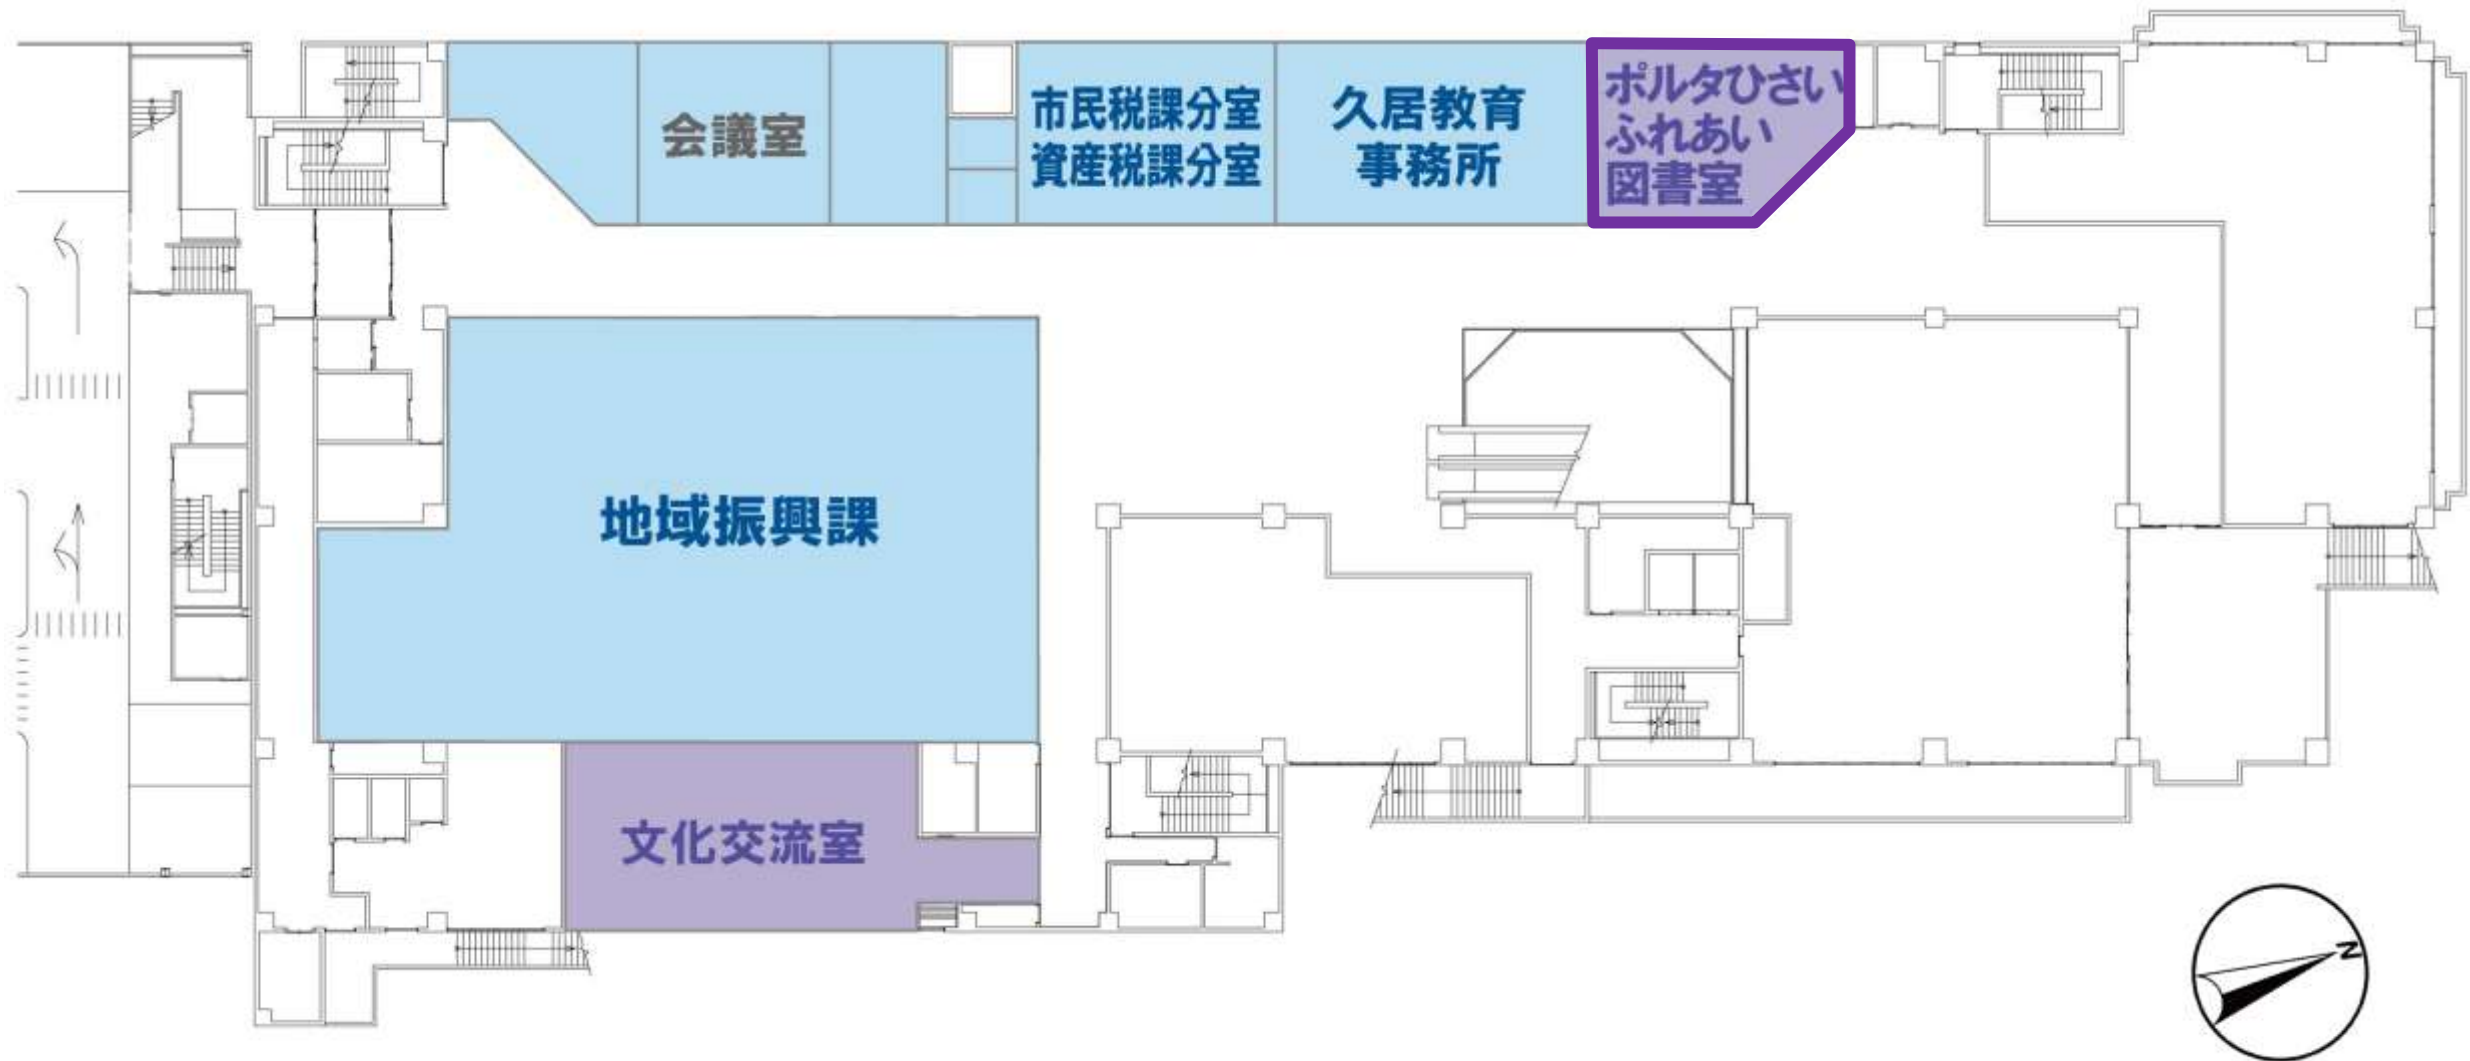 会議室
市民税課分室
資産税課分室
久居教育
事務所
ポルタひさい
ふれあい
図書室
地域振興課
文化交流室
N